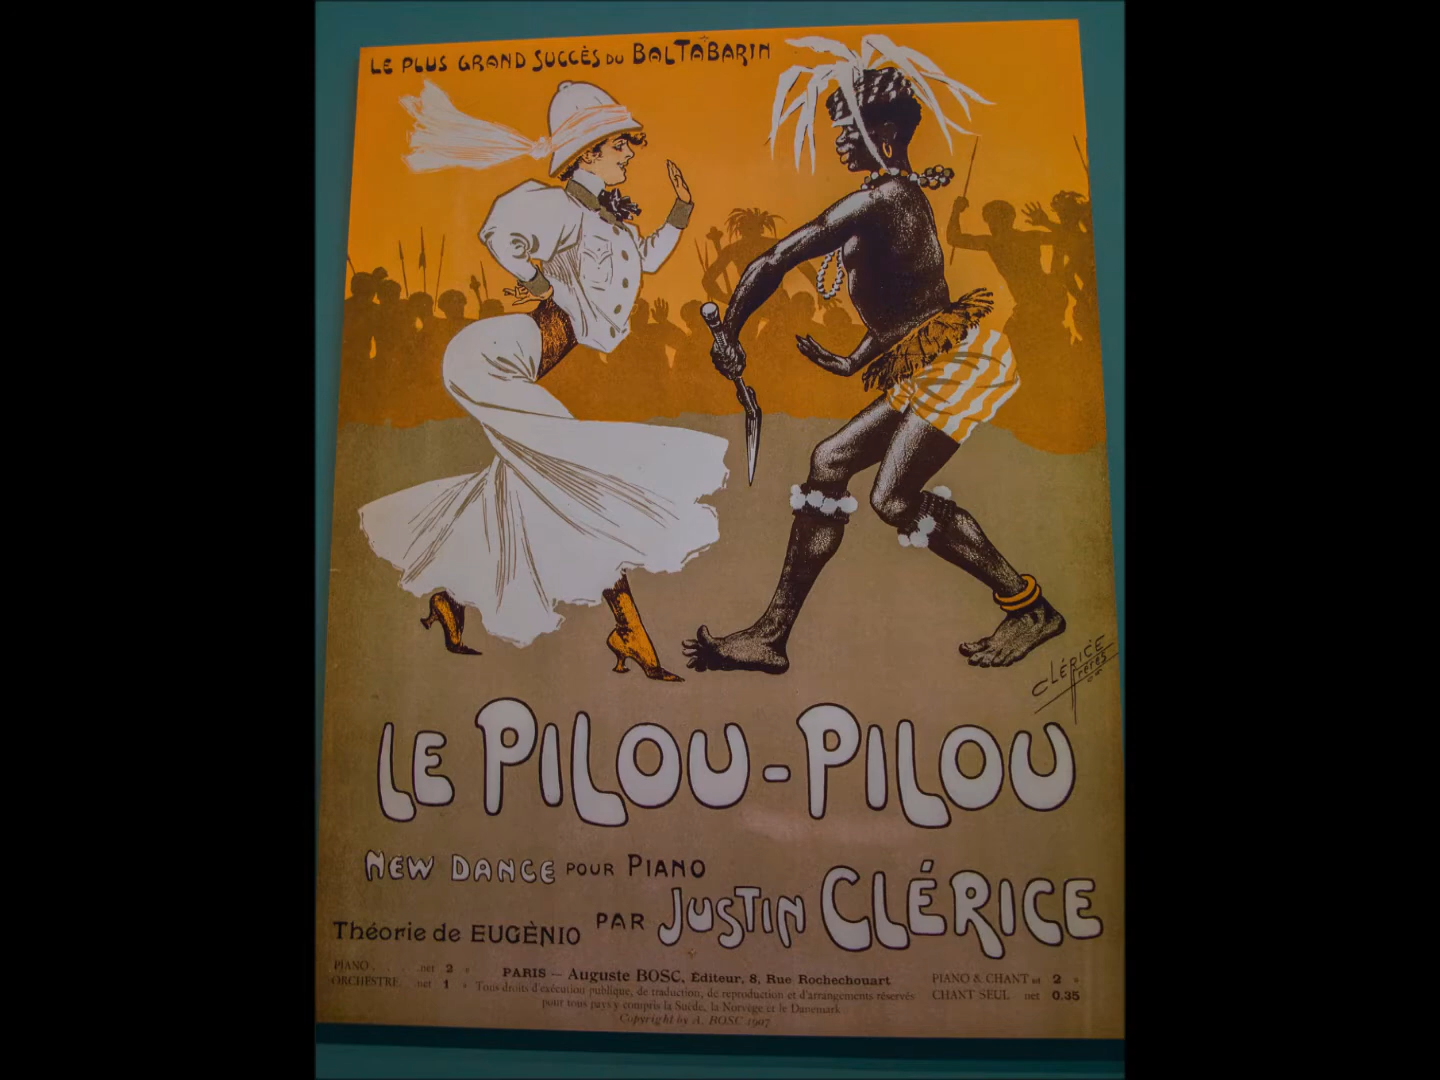 LE PLUS GRAND SUCCÈS DU BALTABARIN
CLÉRICE
frères
LE PILOU-PILOU
NEW DANCE POUR PIANO
PAR JUSTIN CLÉRICE
Théorie de EUGÈNIO
PIANO . . . . . net 2 »
ORCHESTRE . net 1 »
PARIS — Auguste BOSC, Éditeur, 8, Rue Rochechouart
Tous droits d'exécution publique, de traduction, de reproduction et d'arrangements réservés
pour tous pays y compris la Suède, la Norvège et le Danemark
Copyright by A. BOSC 1907
PIANO & CHANT net 2 »
CHANT SEUL net 0.35